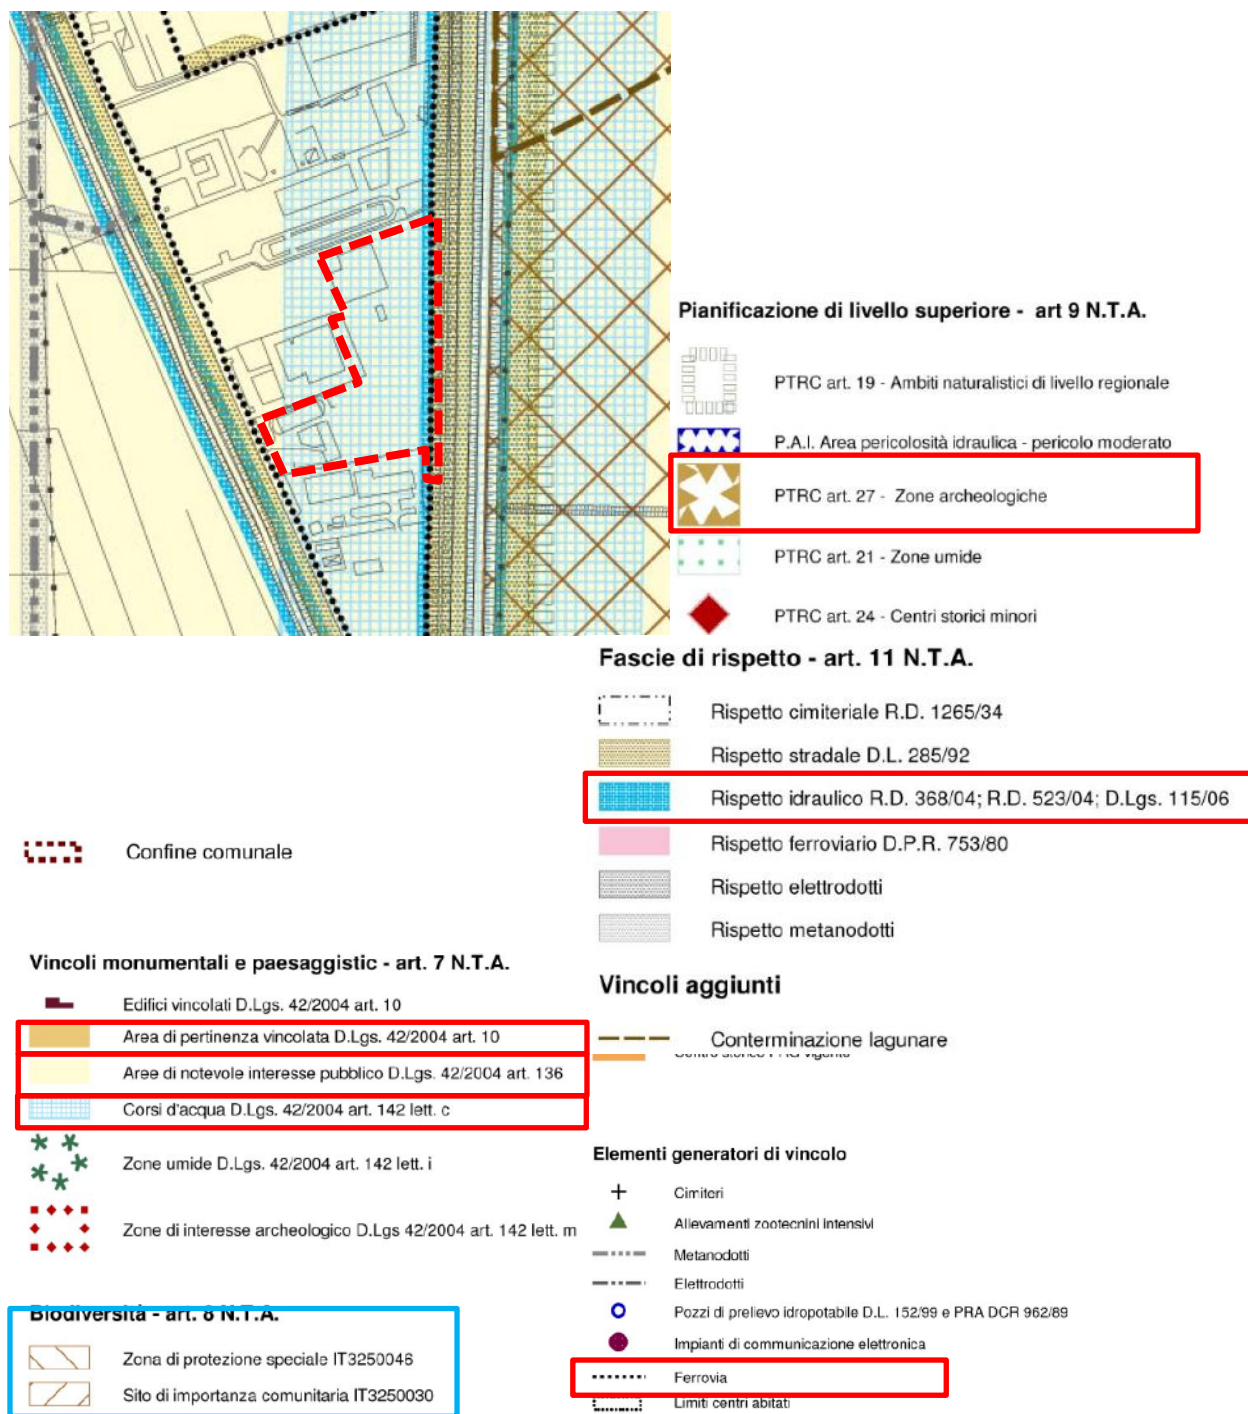 Pianificazione di livello superiore - art 9 N.T.A.
PTRC art. 19 - Ambiti naturalistici di livello regionale
P.A.I. Area pericolosità idraulica - pericolo moderato
PTRC art. 27 - Zone archeologiche
PTRC art. 21 - Zone umide
PTRC art. 24 - Centri storici minori
Fascie di rispetto - art. 11 N.T.A.
Rispetto cimiteriale R.D. 1265/34
Rispetto stradale D.L. 285/92
Rispetto idraulico R.D. 368/04; R.D. 523/04; D.Lgs. 115/06
Rispetto ferroviario D.P.R. 753/80
Rispetto elettrodotti
Rispetto metanodotti
Confine comunale
Vincoli monumentali e paesaggistic - art. 7 N.T.A.
Edifici vincolati D.Lgs. 42/2004 art. 10
Area di pertinenza vincolata D.Lgs. 42/2004 art. 10
Aree di notevole interesse pubblico D.Lgs. 42/2004 art. 136
Corsi d'acqua D.Lgs. 42/2004 art. 142 lett. c
Zone umide D.Lgs. 42/2004 art. 142 lett. i
Zone di interesse archeologico D.Lgs 42/2004 art. 142 lett. m
Biodiversità - art. 8 N.T.A.
Zona di protezione speciale IT3250046
Sito di importanza comunitaria IT3250030
Vincoli aggiunti
Conterminazione lagunare
Elementi generatori di vincolo
Cimiteri
Allevamenti zootecnini intensivi
Metanodotti
Elettrodotti
Pozzi di prelievo idropotabile D.L. 152/99 e PRA DCR 962/89
Impianti di communicazione elettronica
Ferrovia
Limiti centri abitati